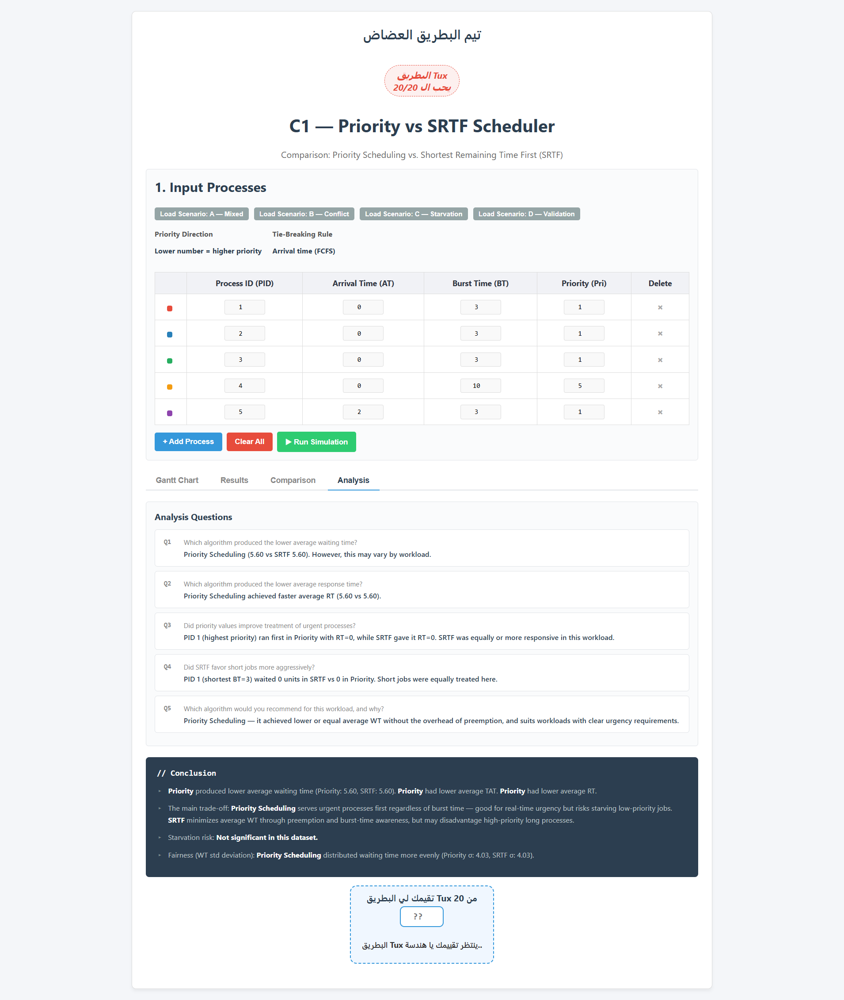 تيم البطريق العضاض
البطريق Tux
يحب ال 20/20
C1 — Priority vs SRTF Scheduler
Comparison: Priority Scheduling vs. Shortest Remaining Time First (SRTF)
1. Input Processes
Load Scenario: A — Mixed Load Scenario: B — Conflict Load Scenario: C — Starvation Load Scenario: D — Validation
Priority Direction Tie-Breaking Rule
Lower number = higher priority Arrival time (FCFS)
Process ID (PID) Arrival Time (AT) Burst Time (BT) Priority (Pri) Delete
1 0 3 1 ×
2 0 3 1 ×
3 0 3 1 ×
4 0 10 5 ×
5 2 3 1 ×
+ Add Process Clear All ▶ Run Simulation
Gantt Chart Results Comparison Analysis
Analysis Questions
Q1 Which algorithm produced the lower average waiting time?
Priority Scheduling (5.60 vs SRTF 5.60). However, this may vary by workload.
Q2 Which algorithm produced the lower average response time?
Priority Scheduling achieved faster average RT (5.60 vs 5.60).
Q3 Did priority values improve treatment of urgent processes?
PID 1 (highest priority) ran first in Priority with RT=0, while SRTF gave it RT=0. SRTF was equally or more responsive in this workload.
Q4 Did SRTF favor short jobs more aggressively?
PID 1 (shortest BT=3) waited 0 units in SRTF vs 0 in Priority. Short jobs were equally treated here.
Q5 Which algorithm would you recommend for this workload, and why?
Priority Scheduling — it achieved lower or equal average WT without the overhead of preemption, and suits workloads with clear urgency requirements.
// Conclusion
▸ Priority produced lower average waiting time (Priority: 5.60, SRTF: 5.60). Priority had lower average TAT. Priority had lower average RT.
▸ The main trade-off: Priority Scheduling serves urgent processes first regardless of burst time — good for real-time urgency but risks starving low-priority jobs.
SRTF minimizes average WT through preemption and burst-time awareness, but may disadvantage high-priority long processes.
▸ Starvation risk: Not significant in this dataset.
▸ Fairness (WT std deviation): Priority Scheduling distributed waiting time more evenly (Priority σ: 4.03, SRTF σ: 4.03).
تقيمك لي البطريق Tux من 20
??
البطريق Tux ينتظر تقييمك يا هندسة..